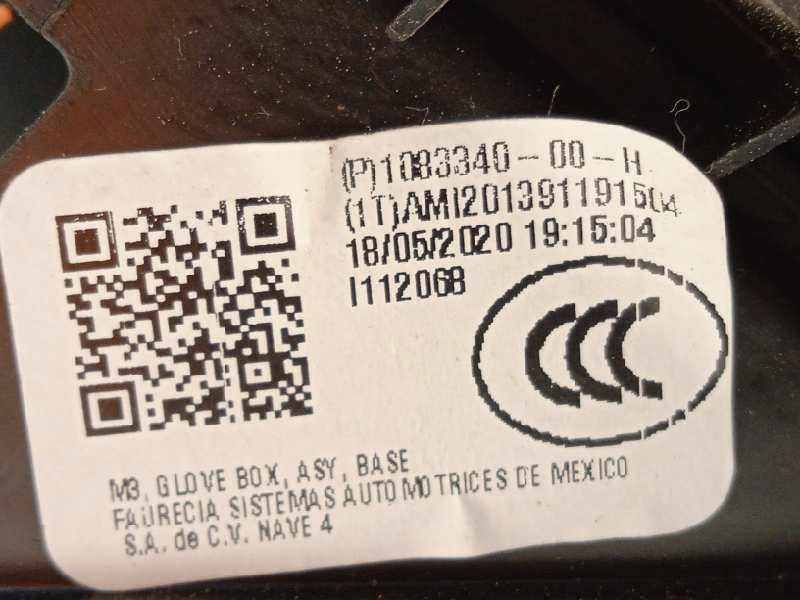 (P)1083340-00-H
(1T)AMI201391191504
18/05/2020 19:15:04
I112068
CCC
M3, GLOVE BOX, ASY, BASE
FAURECIA SISTEMAS AUTOMOTRICES DE MEXICO
S.A. de C.V. NAVE 4